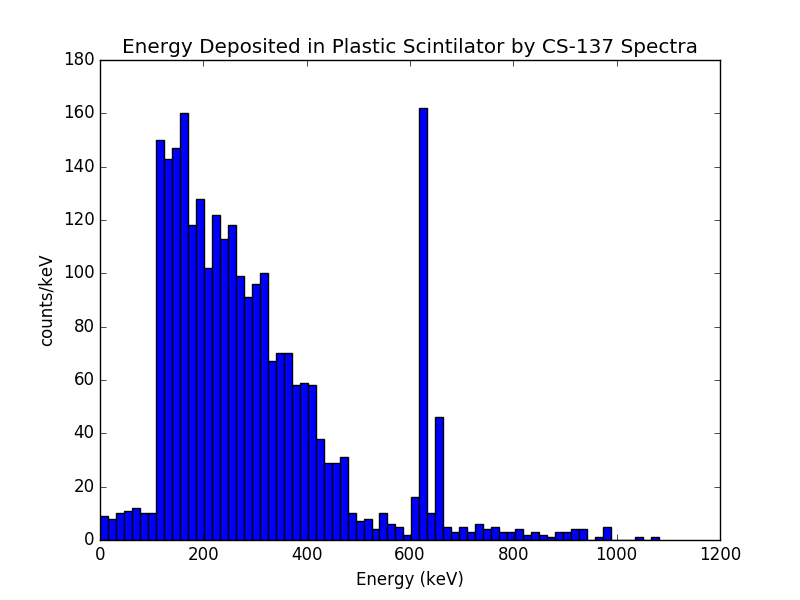 Energy Deposited in Plastic Scintilator by CS-137 Spectra
180
160
140
120
100
80
60
40
20
0
counts/keV
0 200 400 600 800 1000 1200
Energy (keV)